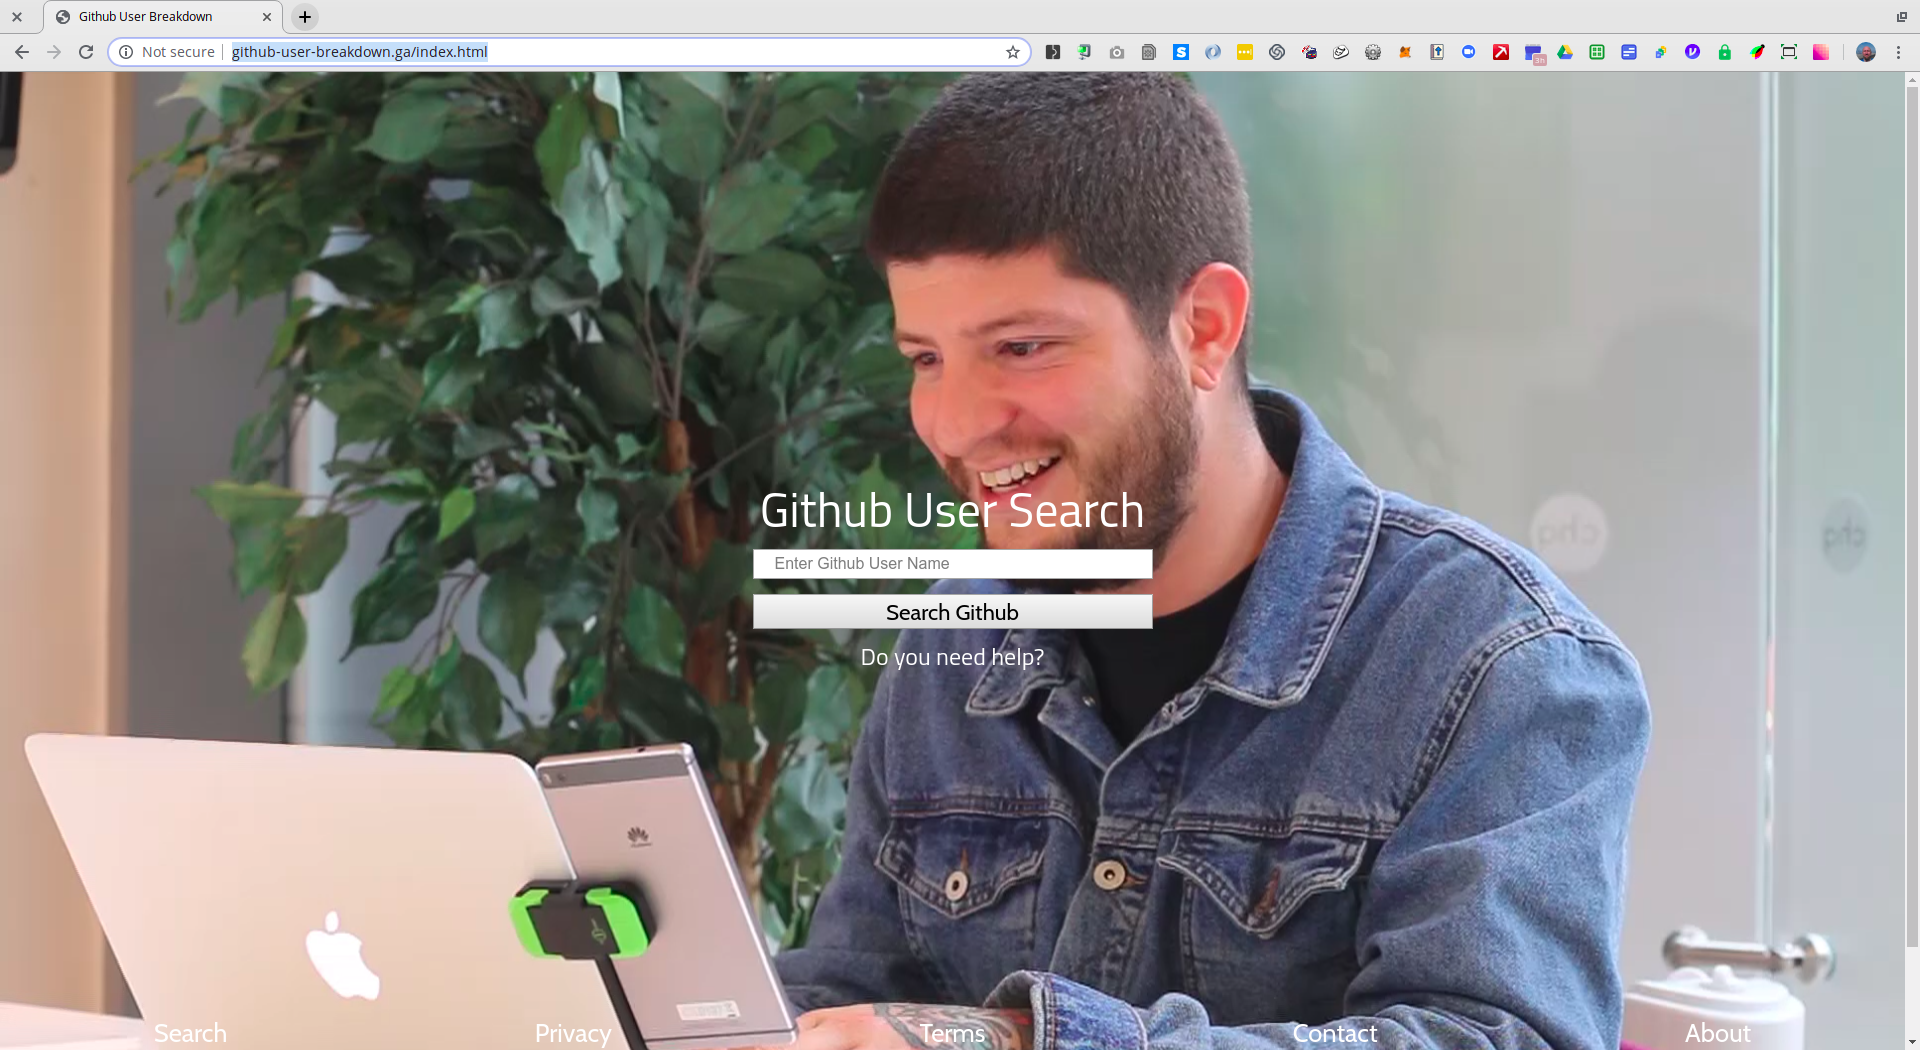 Github User Breakdown
Not secure
github-user-breakdown.ga/index.html
3h
Github User Search
Enter Github User Name
Search Github
Do you need help?
Search Privacy Terms Contact About